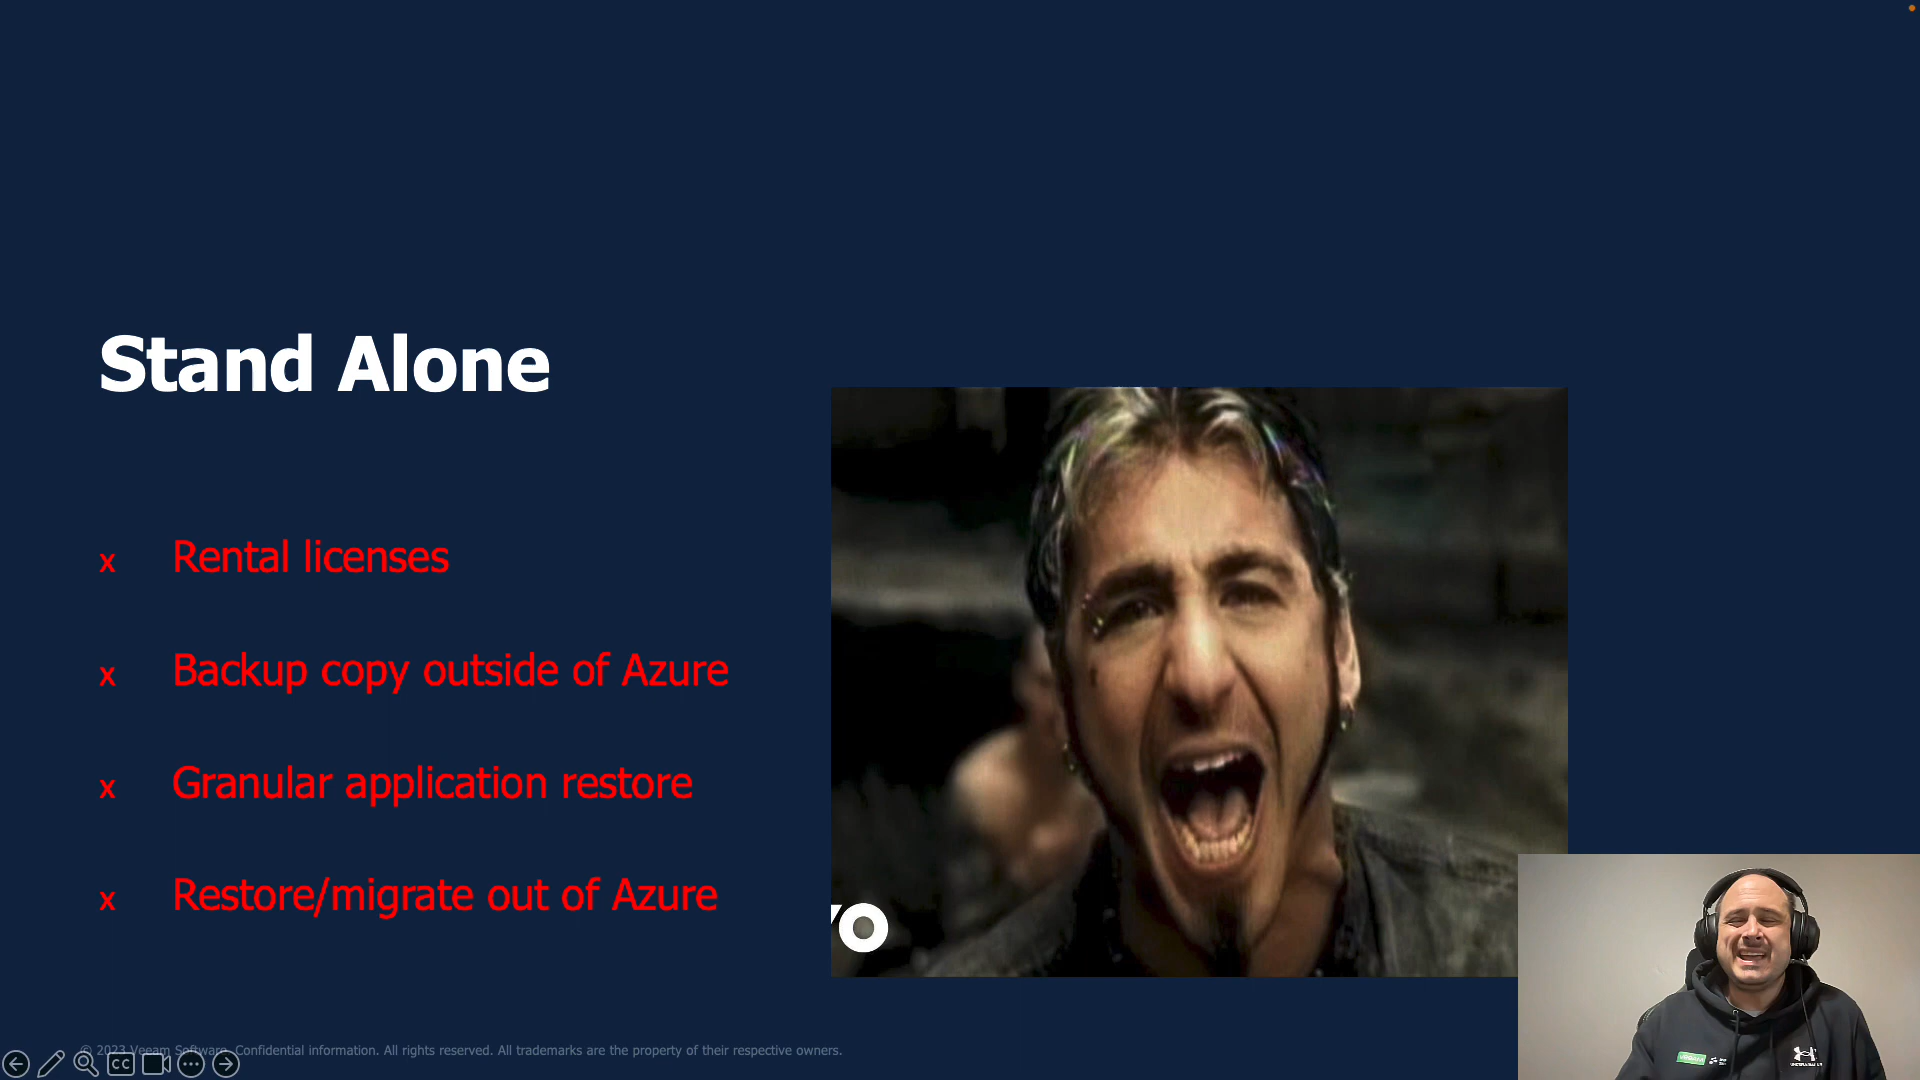 Stand Alone
x Rental licenses
x Backup copy outside of Azure
x Granular application restore
x Restore/migrate out of Azure
© 2023 Veeam Software. Confidential information. All rights reserved. All trademarks are the property of their respective owners.
CC